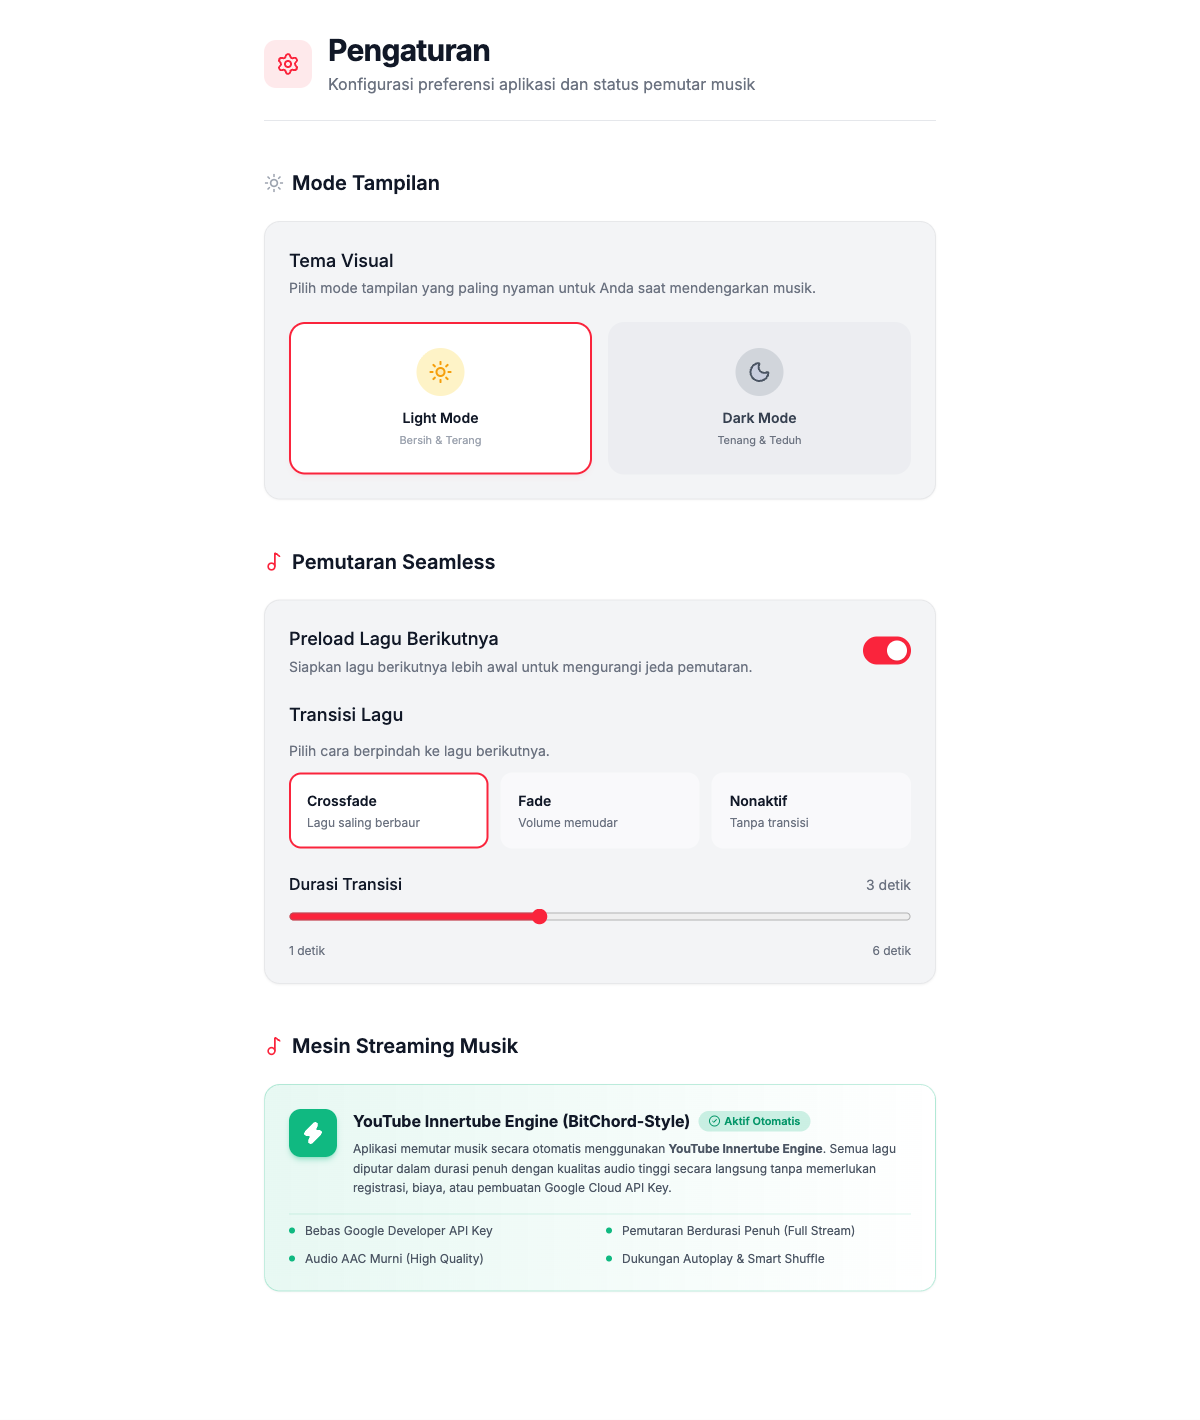 Pengaturan
Konfigurasi preferensi aplikasi dan status pemutar musik
Mode Tampilan
Tema Visual
Pilih mode tampilan yang paling nyaman untuk Anda saat mendengarkan musik.
Light Mode
Bersih & Terang
Dark Mode
Tenang & Teduh
Pemutaran Seamless
Preload Lagu Berikutnya
Siapkan lagu berikutnya lebih awal untuk mengurangi jeda pemutaran.
Transisi Lagu
Pilih cara berpindah ke lagu berikutnya.
Crossfade
Lagu saling berbaur
Fade
Volume memudar
Nonaktif
Tanpa transisi
Durasi Transisi
3 detik
1 detik
6 detik
Mesin Streaming Musik
YouTube Innertube Engine (BitChord-Style)
Aktif Otomatis
Aplikasi memutar musik secara otomatis menggunakan YouTube Innertube Engine. Semua lagu
diputar dalam durasi penuh dengan kualitas audio tinggi secara langsung tanpa memerlukan
registrasi, biaya, atau pembuatan Google Cloud API Key.
Bebas Google Developer API Key
Pemutaran Berdurasi Penuh (Full Stream)
Audio AAC Murni (High Quality)
Dukungan Autoplay & Smart Shuffle